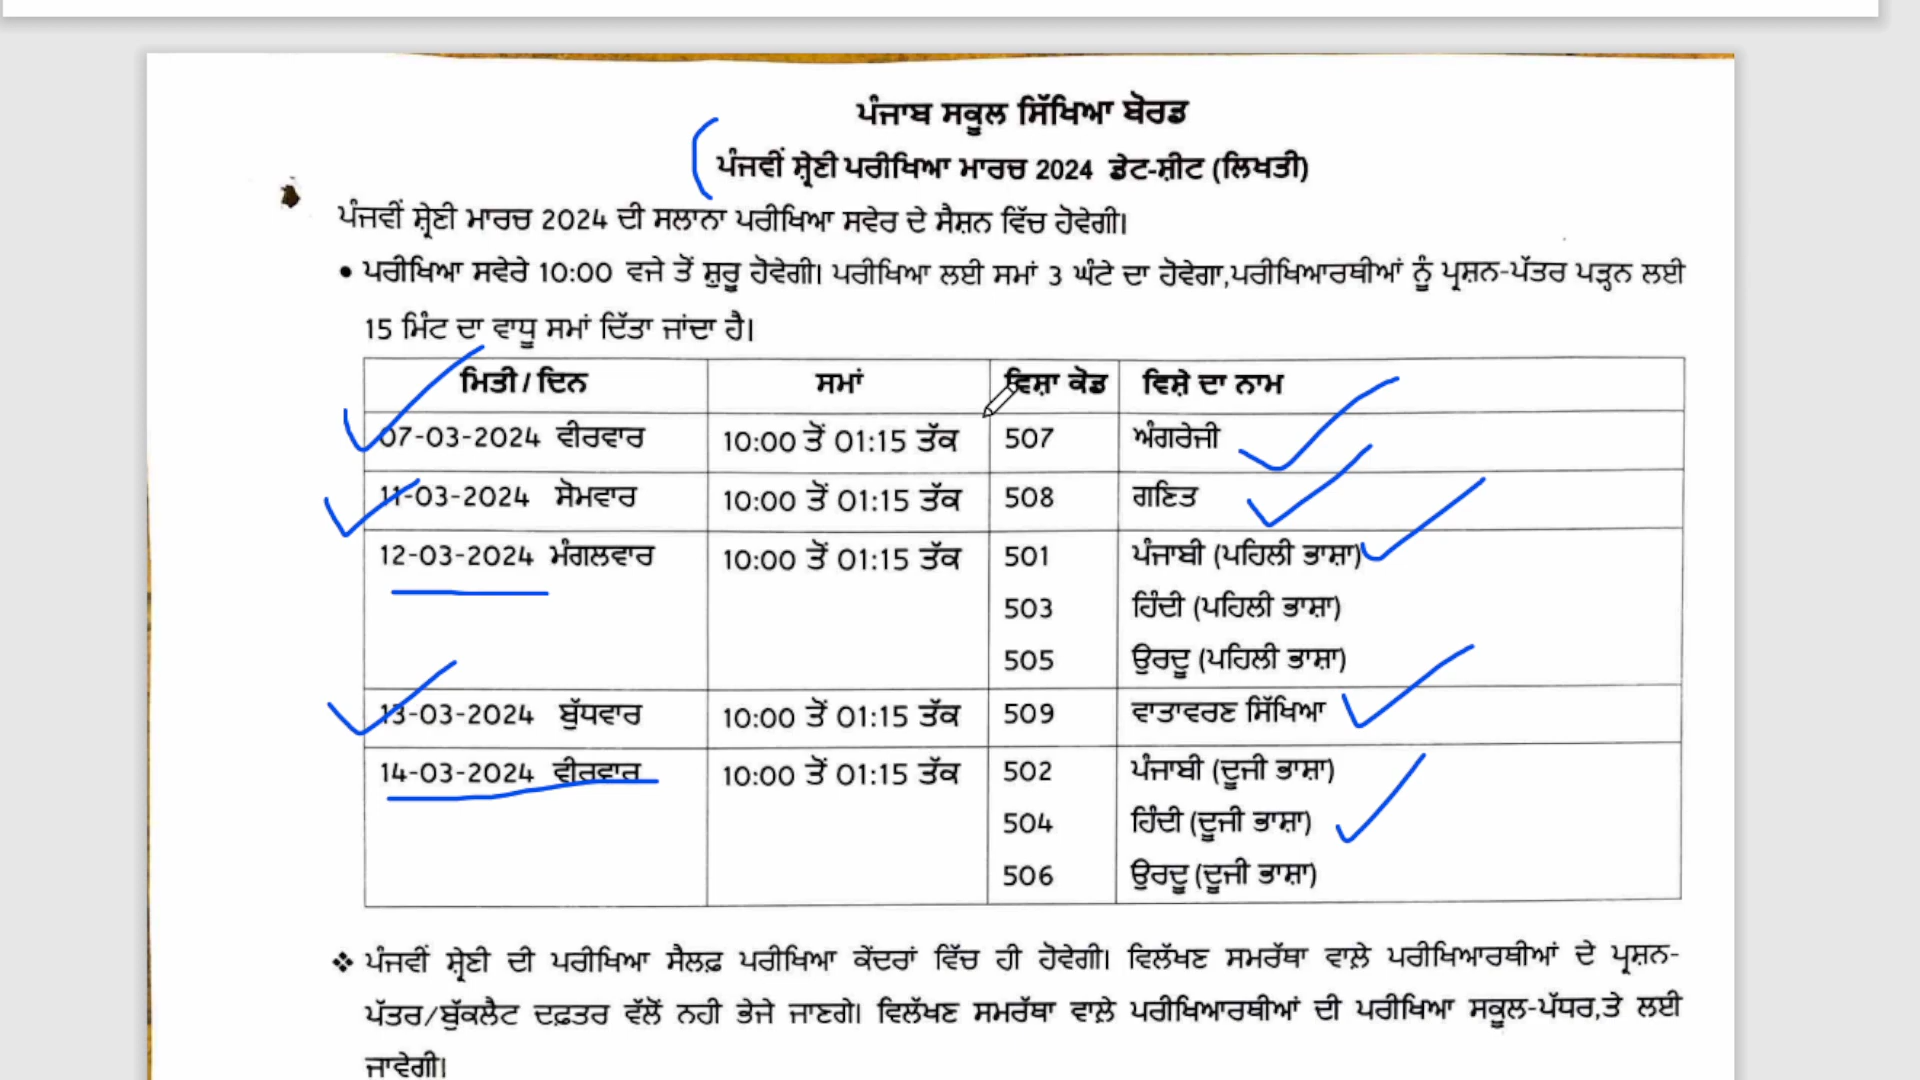 ਪੰਜਾਬ ਸਕੂਲ ਸਿੱਖਿਆ ਬੋਰਡ
ਪੰਜਵੀਂ ਸ਼੍ਰੇਣੀ ਪਰੀਖਿਆ ਮਾਰਚ 2024 ਡੇਟ-ਸ਼ੀਟ (ਲਿਖਤੀ)
ਪੰਜਵੀਂ ਸ਼੍ਰੇਣੀ ਮਾਰਚ 2024 ਦੀ ਸਲਾਨਾ ਪਰੀਖਿਆ ਸਵੇਰ ਦੇ ਸੈਸ਼ਨ ਵਿੱਚ ਹੋਵੇਗੀ।
• ਪਰੀਖਿਆ ਸਵੇਰੇ 10:00 ਵਜੇ ਤੋਂ ਸ਼ੁਰੂ ਹੋਵੇਗੀ। ਪਰੀਖਿਆ ਲਈ ਸਮਾਂ 3 ਘੰਟੇ ਦਾ ਹੋਵੇਗਾ,ਪਰੀਖਿਆਰਥੀਆਂ ਨੂੰ ਪ੍ਰਸ਼ਨ-ਪੱਤਰ ਪੜ੍ਹਨ ਲਈ
15 ਮਿੰਟ ਦਾ ਵਾਧੂ ਸਮਾਂ ਦਿੱਤਾ ਜਾਂਦਾ ਹੈ।
ਮਿਤੀ / ਦਿਨ ਸਮਾਂ ਵਿਸ਼ਾ ਕੋਡ ਵਿਸ਼ੇ ਦਾ ਨਾਮ
07-03-2024 ਵੀਰਵਾਰ 10:00 ਤੋਂ 01:15 ਤੱਕ 507 ਅੰਗਰੇਜੀ
11-03-2024 ਸੋਮਵਾਰ 10:00 ਤੋਂ 01:15 ਤੱਕ 508 ਗਣਿਤ
12-03-2024 ਮੰਗਲਵਾਰ 10:00 ਤੋਂ 01:15 ਤੱਕ 501 ਪੰਜਾਬੀ (ਪਹਿਲੀ ਭਾਸ਼ਾ)
503 ਹਿੰਦੀ (ਪਹਿਲੀ ਭਾਸ਼ਾ)
505 ਉਰਦੂ (ਪਹਿਲੀ ਭਾਸ਼ਾ)
13-03-2024 ਬੁੱਧਵਾਰ 10:00 ਤੋਂ 01:15 ਤੱਕ 509 ਵਾਤਾਵਰਣ ਸਿੱਖਿਆ
14-03-2024 ਵੀਰਵਾਰ 10:00 ਤੋਂ 01:15 ਤੱਕ 502 ਪੰਜਾਬੀ (ਦੂਜੀ ਭਾਸ਼ਾ)
504 ਹਿੰਦੀ (ਦੂਜੀ ਭਾਸ਼ਾ)
506 ਉਰਦੂ (ਦੂਜੀ ਭਾਸ਼ਾ)
❖ ਪੰਜਵੀਂ ਸ਼੍ਰੇਣੀ ਦੀ ਪਰੀਖਿਆ ਸੈਲਫ਼ ਪਰੀਖਿਆ ਕੇਂਦਰਾਂ ਵਿੱਚ ਹੀ ਹੋਵੇਗੀ। ਵਿਲੱਖਣ ਸਮਰੱਥਾ ਵਾਲੇ ਪਰੀਖਿਆਰਥੀਆਂ ਦੇ ਪ੍ਰਸ਼ਨ-
ਪੱਤਰ/ਬੁੱਕਲੈਟ ਦਫ਼ਤਰ ਵੱਲੋਂ ਨਹੀ ਭੇਜੇ ਜਾਣਗੇ। ਵਿਲੱਖਣ ਸਮਰੱਥਾ ਵਾਲੇ ਪਰੀਖਿਆਰਥੀਆਂ ਦੀ ਪਰੀਖਿਆ ਸਕੂਲ-ਪੱਧਰ,ਤੇ ਲਈ
ਜਾਵੇਗੀ।